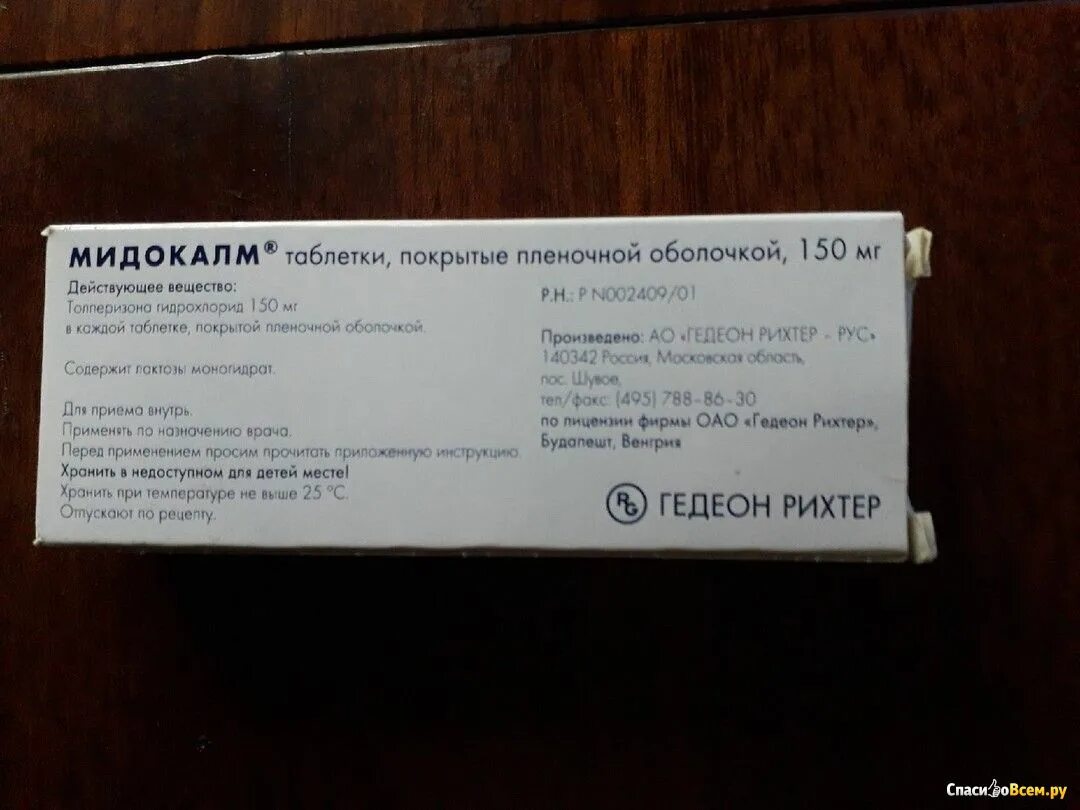 МИДОКАЛМ® таблетки, покрытые пленочной оболочкой, 150 мг
Действующее вещество:
Толперизона гидрохлорид 150 мг
в каждой таблетке, покрытой пленочной оболочкой.
Содержит лактозы моногидрат.
Для приема внутрь.
Применять по назначению врача.
Перед применением просим прочитать приложенную инструкцию.
Хранить в недоступном для детей месте!
Хранить при температуре не выше 25 °С.
Отпускают по рецепту.
Р.Н.: P N002409/01
Произведено: АО «ГЕДЕОН РИХТЕР - РУС»
140342 Россия, Московская область,
пос. Шувое,
тел/факс: (495) 788-86-30
по лицензии фирмы ОАО «Гедеон Рихтер»,
Будапешт, Венгрия
RG ГЕДЕОН РИХТЕР
СпасибоВсем.ру